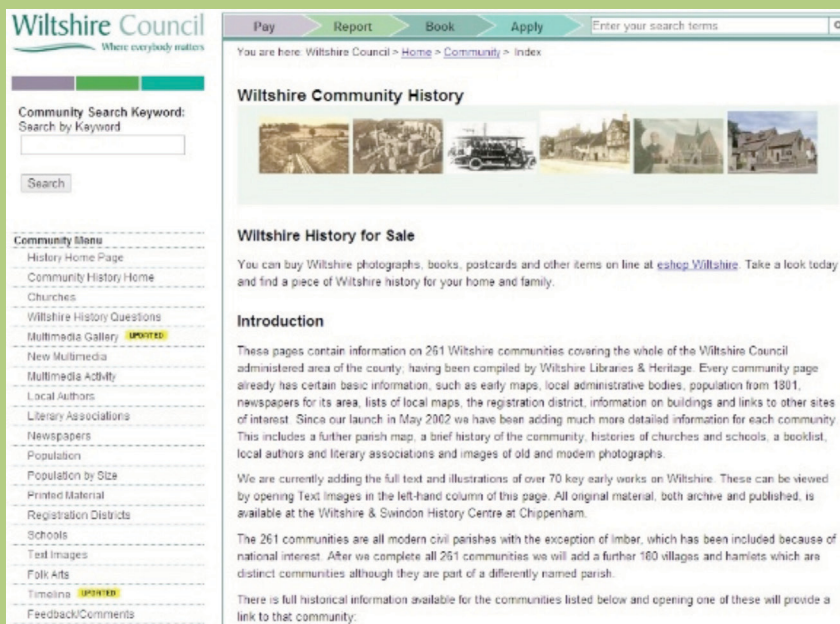 Wiltshire Council
Where everybody matters
Pay
Report
Book
Apply
Enter your search terms
You are here: Wiltshire Council > Home > Community > Index
Community Search Keyword:
Search by Keyword
Search
Community Menu
History Home Page
Community History Home
Churches
Wiltshire History Questions
Multimedia Gallery UPDATED
New Multimedia
Multimedia Activity
Local Authors
Literary Associations
Newspapers
Population
Population by Size
Printed Material
Registration Districts
Schools
Text Images
Folk Arts
Timeline UPDATED
Feedback/Comments
Wiltshire Community History
Wiltshire History for Sale
You can buy Wiltshire photographs, books, postcards and other items on line at eshop Wiltshire. Take a look today
and find a piece of Wiltshire history for your home and family.
Introduction
These pages contain information on 261 Wiltshire communities covering the whole of the Wiltshire Council
administered area of the county, having been compiled by Wiltshire Libraries & Heritage. Every community page
already has certain basic information, such as early maps, local administrative bodies, population from 1801,
newspapers for its area, lists of local maps, the registration district, information on buildings and links to other sites
of interest. Since our launch in May 2002 we have been adding much more detailed information for each community.
This includes a further parish map, a brief history of the community, histories of churches and schools, a booklist,
local authors and literary associations and images of old and modern photographs.
We are currently adding the full text and illustrations of over 70 key early works on Wiltshire. These can be viewed
by opening Text Images in the left-hand column of this page. All original material, both archive and published, is
available at the Wiltshire & Swindon History Centre at Chippenham.
The 261 communities are all modern civil parishes with the exception of Imber, which has been included because of
national interest. After we complete all 261 communities we will add a further 180 villages and hamlets which are
distinct communities although they are part of a differently named parish.
There is full historical information available for the communities listed below and opening one of these will provide a
link to that community: